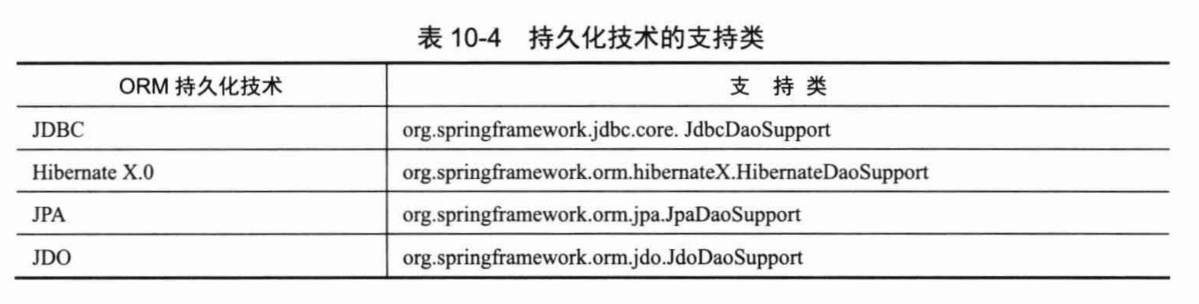 表 10-4 持久化技术的支持类
ORM 持久化技术 支 持 类
JDBC org.springframework.jdbc.core. JdbcDaoSupport
Hibernate X.0 org.springframework.orm.hibernateX.HibernateDaoSupport
JPA org.springframework.orm.jpa.JpaDaoSupport
JDO org.springframework.orm.jdo.JdoDaoSupport